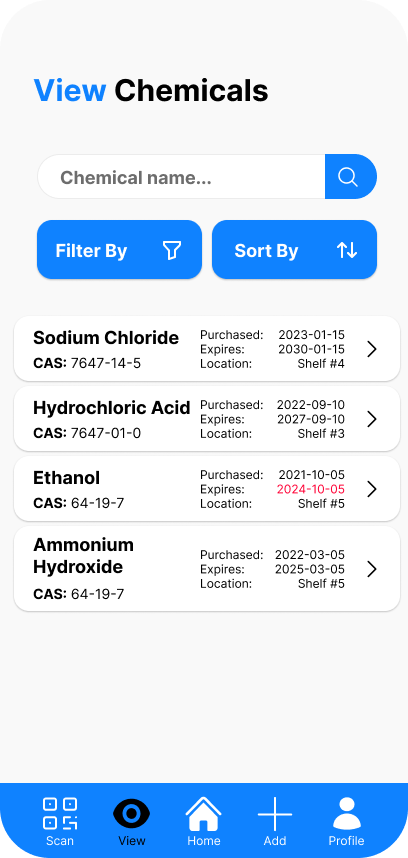 View Chemicals
Chemical name...
Filter By
Sort By
Sodium Chloride
CAS: 7647-14-5
Purchased: 2023-01-15
Expires: 2030-01-15
Location: Shelf #4
Hydrochloric Acid
CAS: 7647-01-0
Purchased: 2022-09-10
Expires: 2027-09-10
Location: Shelf #3
Ethanol
CAS: 64-19-7
Purchased: 2021-10-05
Expires: 2024-10-05
Location: Shelf #5
Ammonium
Hydroxide
CAS: 64-19-7
Purchased: 2022-03-05
Expires: 2025-03-05
Location: Shelf #5
Scan
View
Home
Add
Profile